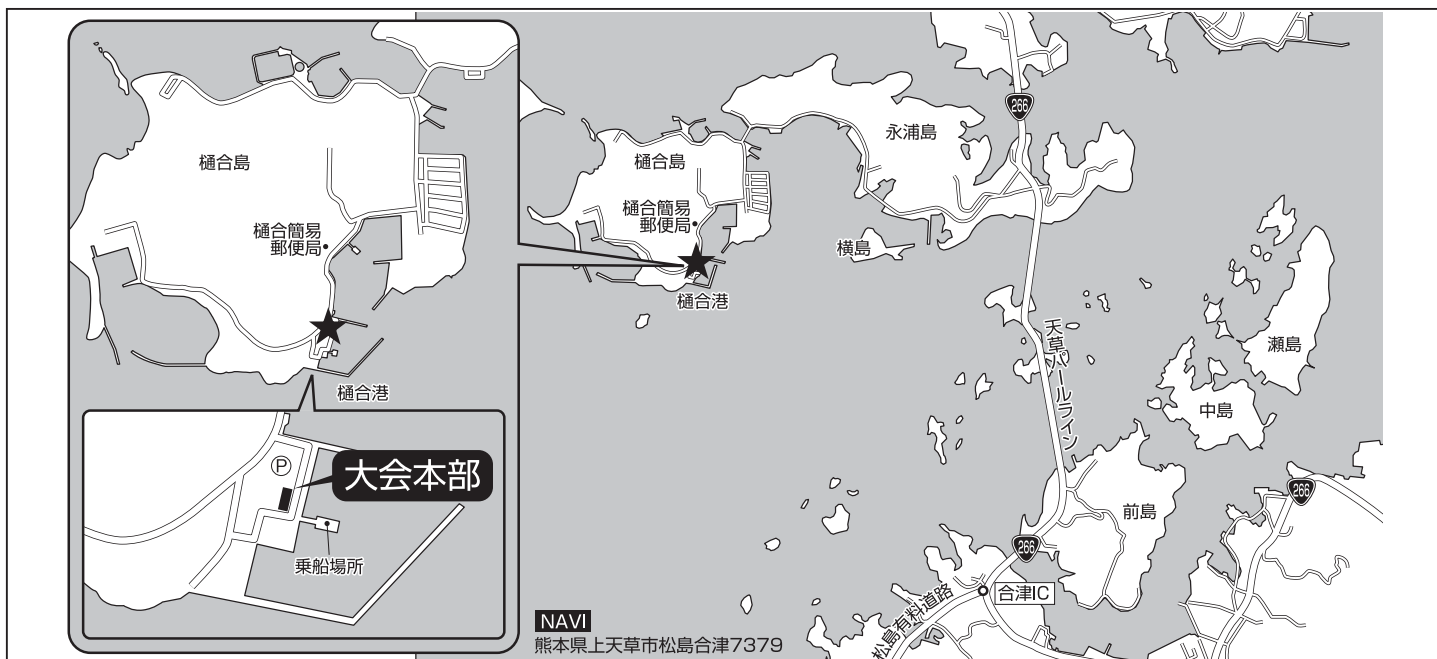 樋合島
樋合簡易
郵便局
樋合港
P
大会本部
乗船場所
266
永浦島
樋合島
樋合簡易
郵便局
横島
樋合港
天草パールライン
瀬島
中島
前島
266
266
合津IC
松島有料道路
NAVI
熊本県上天草市松島合津7379